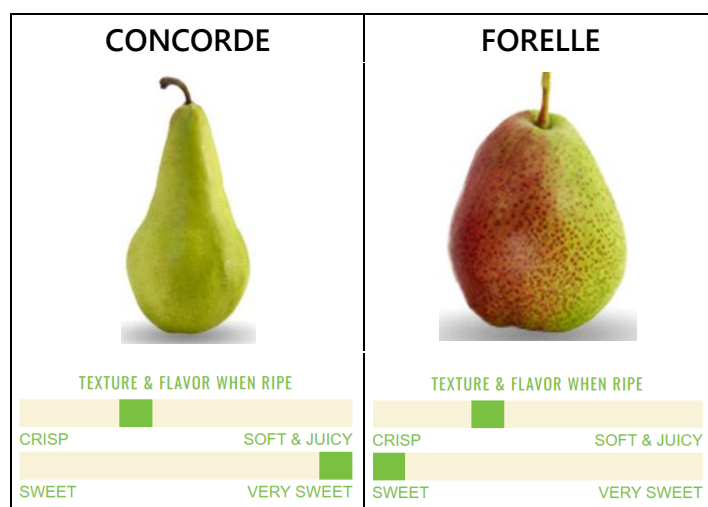 CONCORDE
TEXTURE & FLAVOR WHEN RIPE
CRISP SOFT & JUICY
SWEET VERY SWEET
FORELLE
TEXTURE & FLAVOR WHEN RIPE
CRISP SOFT & JUICY
SWEET VERY SWEET